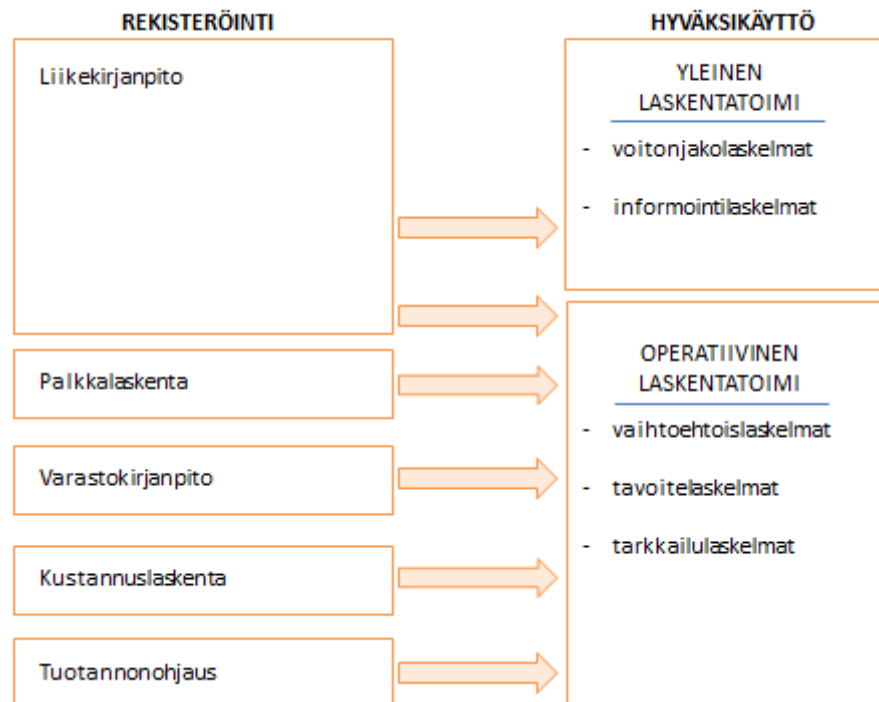 REKISTERÖINTI
Liikekirjanpito
Palkkalaskenta
Varastokirjanpito
Kustannuslaskenta
Tuotannonohjaus
HYVÄKSIKÄYTTÖ
YLEINEN
LASKENTATOIMI
- voitonjakolaskelmat
- informointilaskelmat
OPERATIIVINEN
LASKENTATOIMI
- vaihtoehtoislaskelmat
- tavoitelaskelmat
- tarkkailulaskelmat